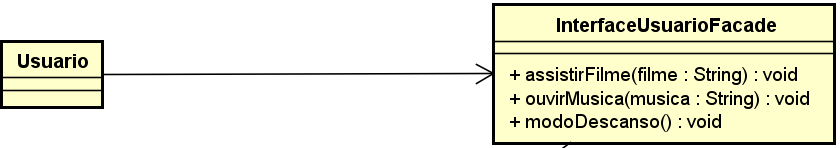 Usuario
InterfaceUsuarioFacade
+ assistirFilme(filme : String) : void
+ ouvirMusica(musica : String) : void
+ modoDescanso() : void